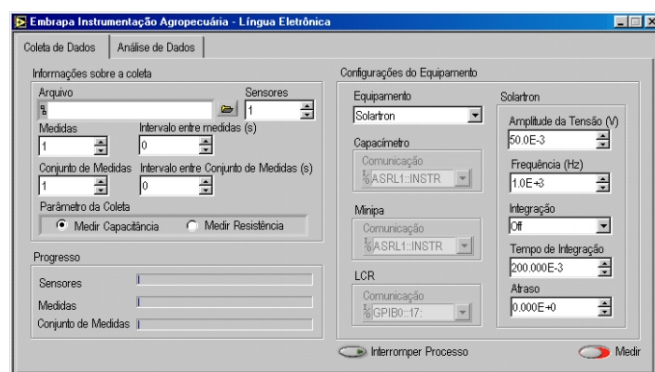 Embrapa Instrumentação Agropecuária - Língua Eletrônica
Coleta de Dados Análise de Dados
Informações sobre a coleta
Arquivo
Sensores
1
Medidas
Intervalo entre medidas (s)
1
0
Conjunto de Medidas
Intervalo entre Conjunto de Medidas (s)
1
0
Parâmetro da Coleta
Medir Capacitância
Medir Resistência
Progresso
Sensores
Medidas
Conjunto de Medidas
Configurações do Equipamento
Equipamento
Solartron
Capacímetro
Comunicação
ASRL1::INSTR
Minipa
Comunicação
ASRL1::INSTR
LCR
Comunicação
GPIB0::17:
Solartron
Amplitude da Tensão (V)
50.0E-3
Frequência (Hz)
1.0E+3
Integração
Off
Tempo de Integração
200.000E-3
Atraso
0.000E+0
Interromper Processo
Medir